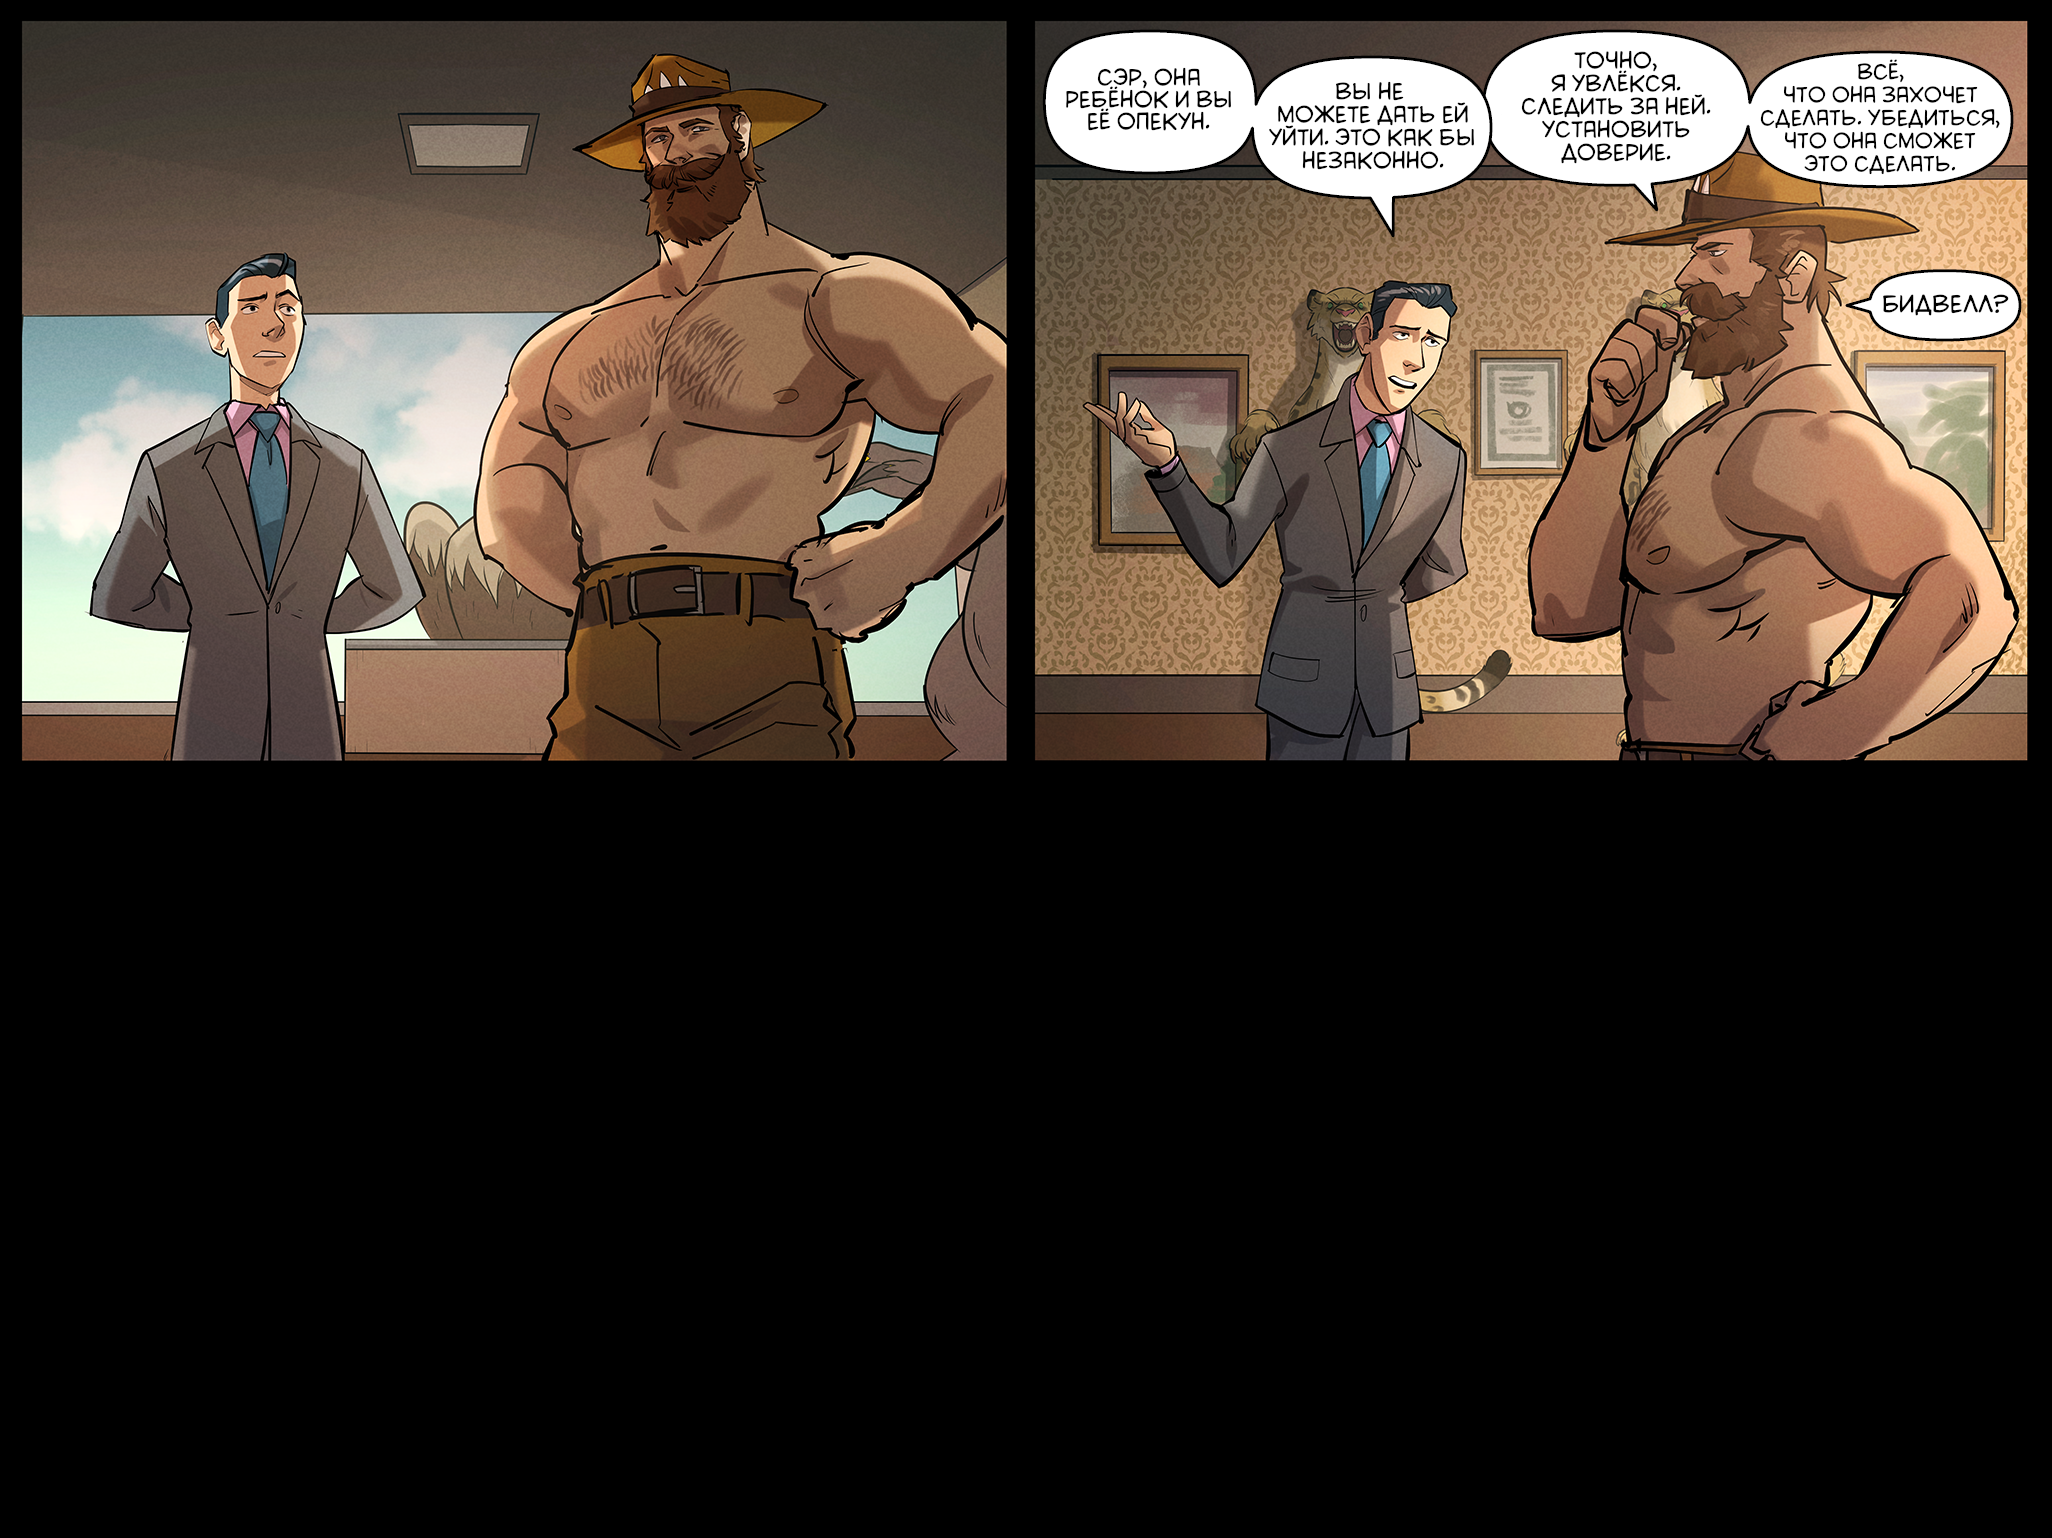 СЭР, ОНА
РЕБЁНОК И ВЫ
ЕЁ ОПЕКУН.
ВЫ НЕ
МОЖЕТЕ ДАТЬ ЕЙ
УЙТИ. ЭТО КАК БЫ
НЕЗАКОННО.
ТОЧНО,
Я УВЛЁКСЯ.
СЛЕДИТЬ ЗА НЕЙ.
УСТАНОВИТЬ
ДОВЕРИЕ.
ВСЁ,
ЧТО ОНА ЗАХОЧЕТ
СДЕЛАТЬ. УБЕДИТЬСЯ,
ЧТО ОНА СМОЖЕТ
ЭТО СДЕЛАТЬ.
БИДВЕЛЛ?